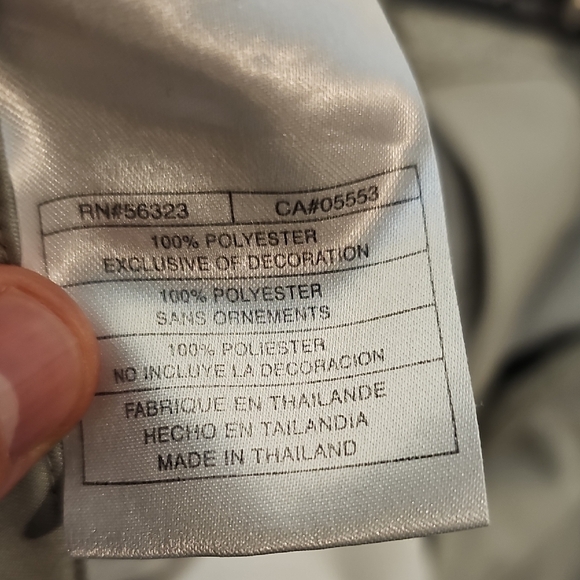 RN#56323 CA#05553
100% POLYESTER
EXCLUSIVE OF DECORATION
100% POLYESTER
SANS ORNEMENTS
100% POLIESTER
NO INCLUYE LA DECORACION
FABRIQUE EN THAILANDE
HECHO EN TAILANDIA
MADE IN THAILAND